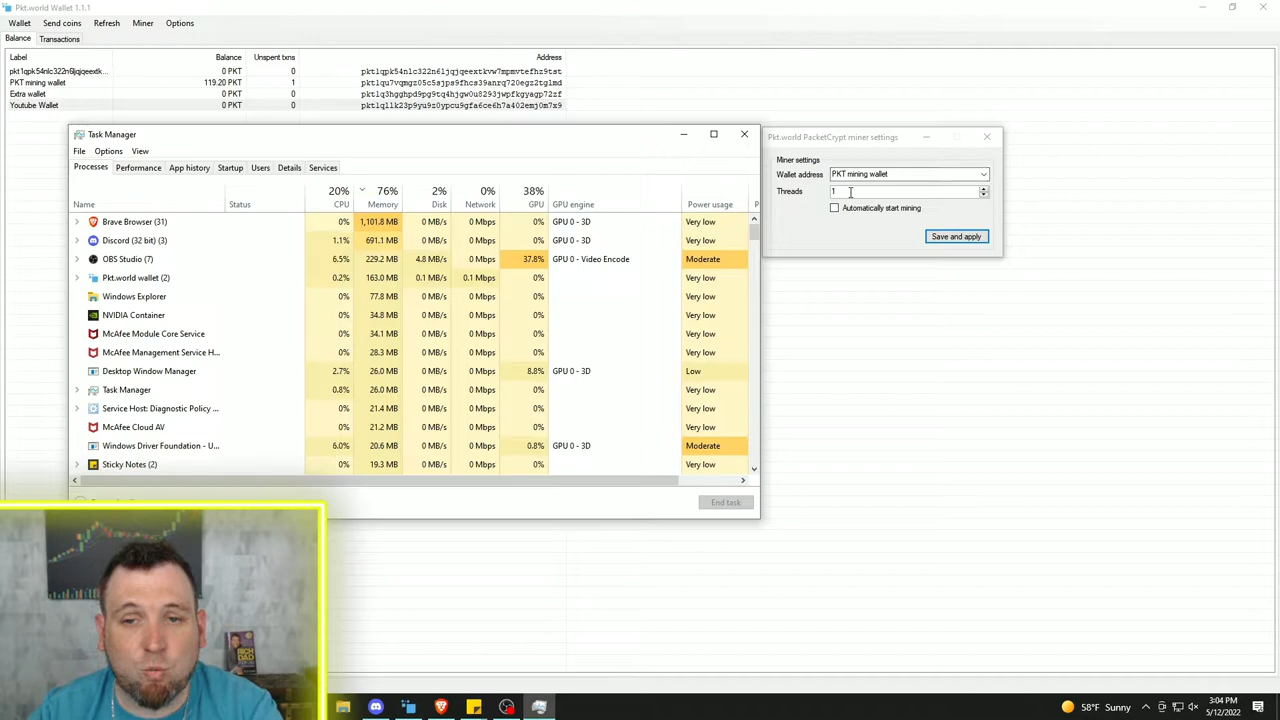 Pkt.world Wallet 1.1.1
Wallet Send coins Refresh Miner Options
Balance Transactions
Label Balance Unspent txns Address
pkt1qpk54nlc322n6ljqjqeextk... 0 PKT 0 pkt1qpk54nlc322n6ljqjqeextkvw7mpmvtefhz9tst
PKT mining wallet 119.20 PKT 1 pkt1qu7vqmgz05c5sjps9fhcs39anrq720egz2tglmd
Extra wallet 0 PKT 0 pkt1q3hgghpd9pg9tq4hjgw0u8293jwpfkgyagp72zf
Youtube Wallet 0 PKT 0 pkt1qllk23p9yu9z0ypcu9gfa6ce6h7a402emj0m7x9
Task Manager
File Options View
Processes Performance App history Startup Users Details Services
20% 76% 2% 0% 38%
Name Status CPU Memory Disk Network GPU GPU engine Power usage P
Brave Browser (31) 0% 1,101.8 MB 0 MB/s 0 Mbps 0% GPU 0 - 3D Very low
Discord (32 bit) (3) 1.1% 691.1 MB 0 MB/s 0 Mbps 0% GPU 0 - 3D Very low
OBS Studio (7) 6.5% 229.2 MB 4.8 MB/s 0 Mbps 37.8% GPU 0 - Video Encode Moderate
Pkt.world wallet (2) 0.2% 163.0 MB 0.1 MB/s 0.1 Mbps 0% Very low
Windows Explorer 0% 77.8 MB 0 MB/s 0 Mbps 0% Very low
NVIDIA Container 0% 34.8 MB 0 MB/s 0 Mbps 0% Very low
McAfee Module Core Service 0% 34.1 MB 0 MB/s 0 Mbps 0% Very low
McAfee Management Service H... 0% 28.3 MB 0 MB/s 0 Mbps 0% Very low
Desktop Window Manager 2.7% 26.0 MB 0 MB/s 0 Mbps 8.8% GPU 0 - 3D Low
Task Manager 0.8% 26.0 MB 0 MB/s 0 Mbps 0% Very low
Service Host: Diagnostic Policy ... 0% 21.4 MB 0 MB/s 0 Mbps 0% Very low
McAfee Cloud AV 0% 21.2 MB 0 MB/s 0 Mbps 0% Very low
Windows Driver Foundation - U... 6.0% 20.6 MB 0 MB/s 0 Mbps 0.8% GPU 0 - 3D Moderate
Sticky Notes (2) 0% 19.3 MB 0 MB/s 0 Mbps 0% Very low
End task
Pkt.world PacketCrypt miner settings
Miner settings
Wallet address PKT mining wallet
Threads 1
Automatically start mining
Save and apply
RICH
DAD
58°F Sunny
3:04 PM
5/12/2022